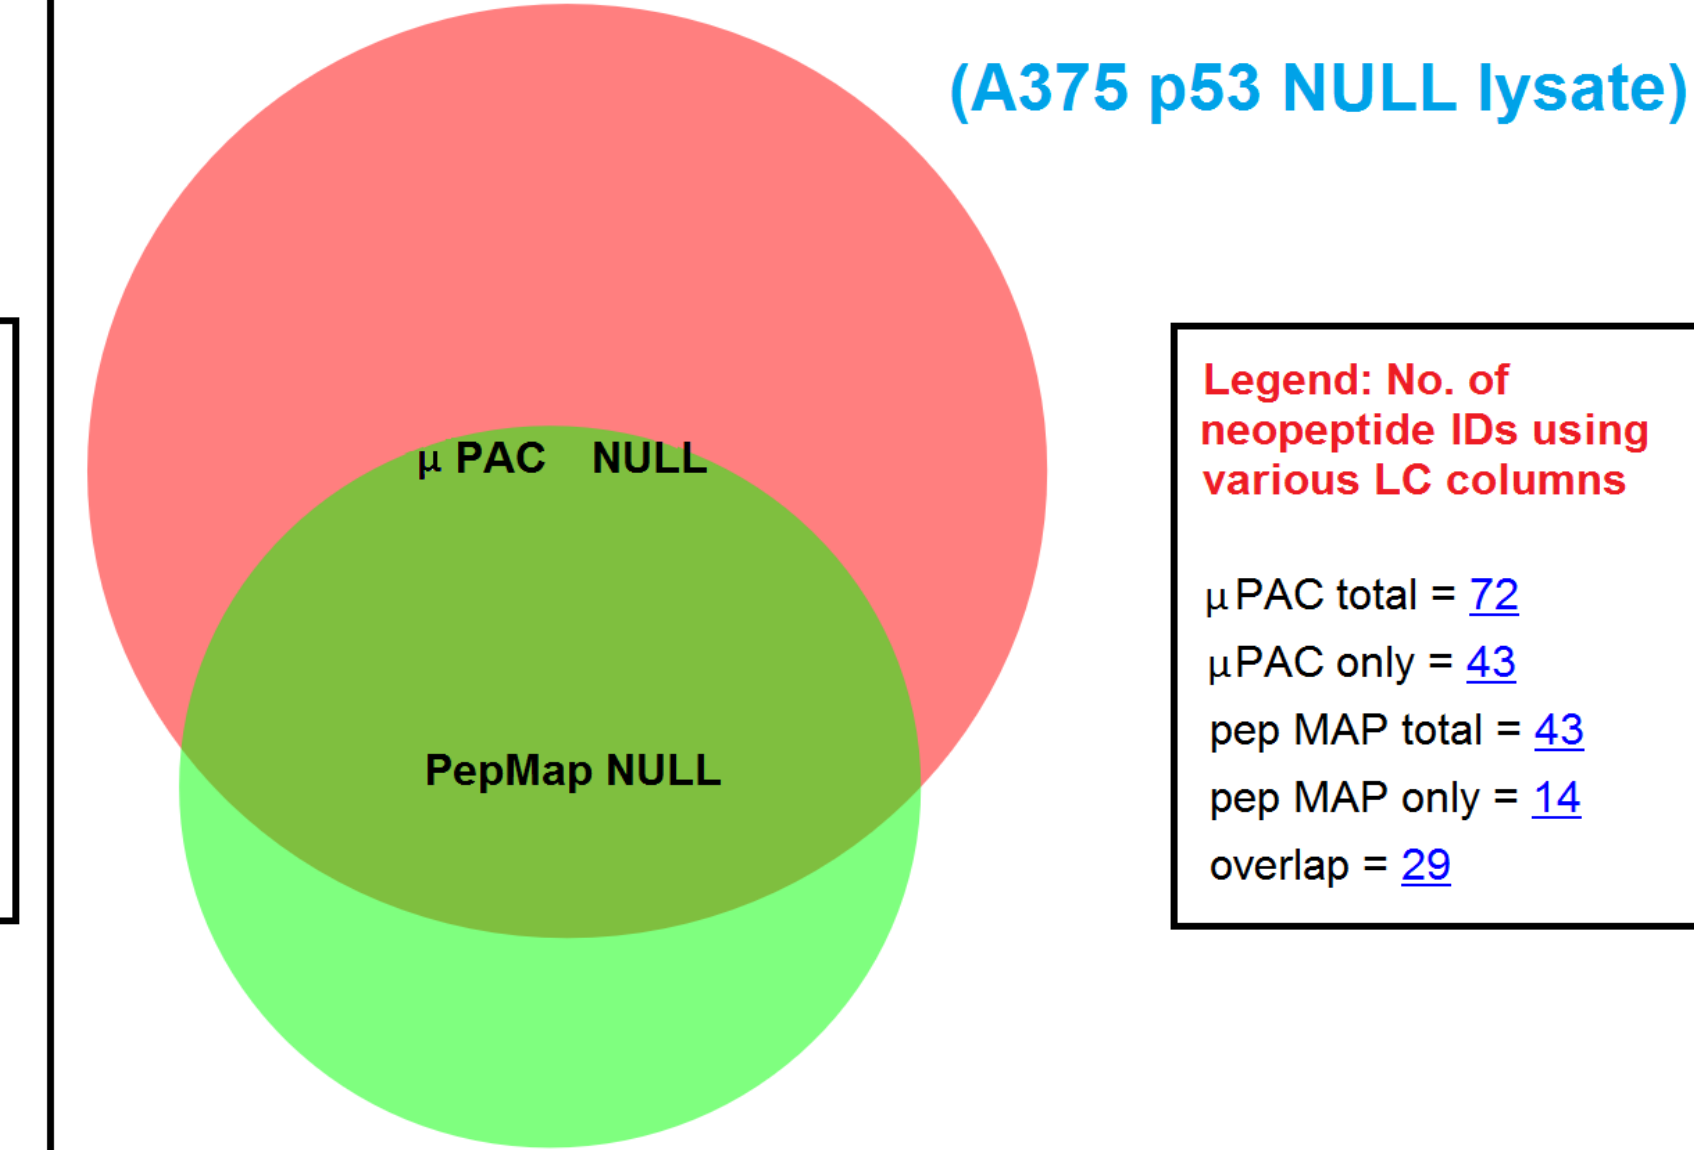 (A375 p53 NULL lysate)
μ PAC NULL
PepMap NULL
Legend: No. of
neopeptide IDs using
various LC columns
μPAC total = 72
μPAC only = 43
pep MAP total = 43
pep MAP only = 14
overlap = 29